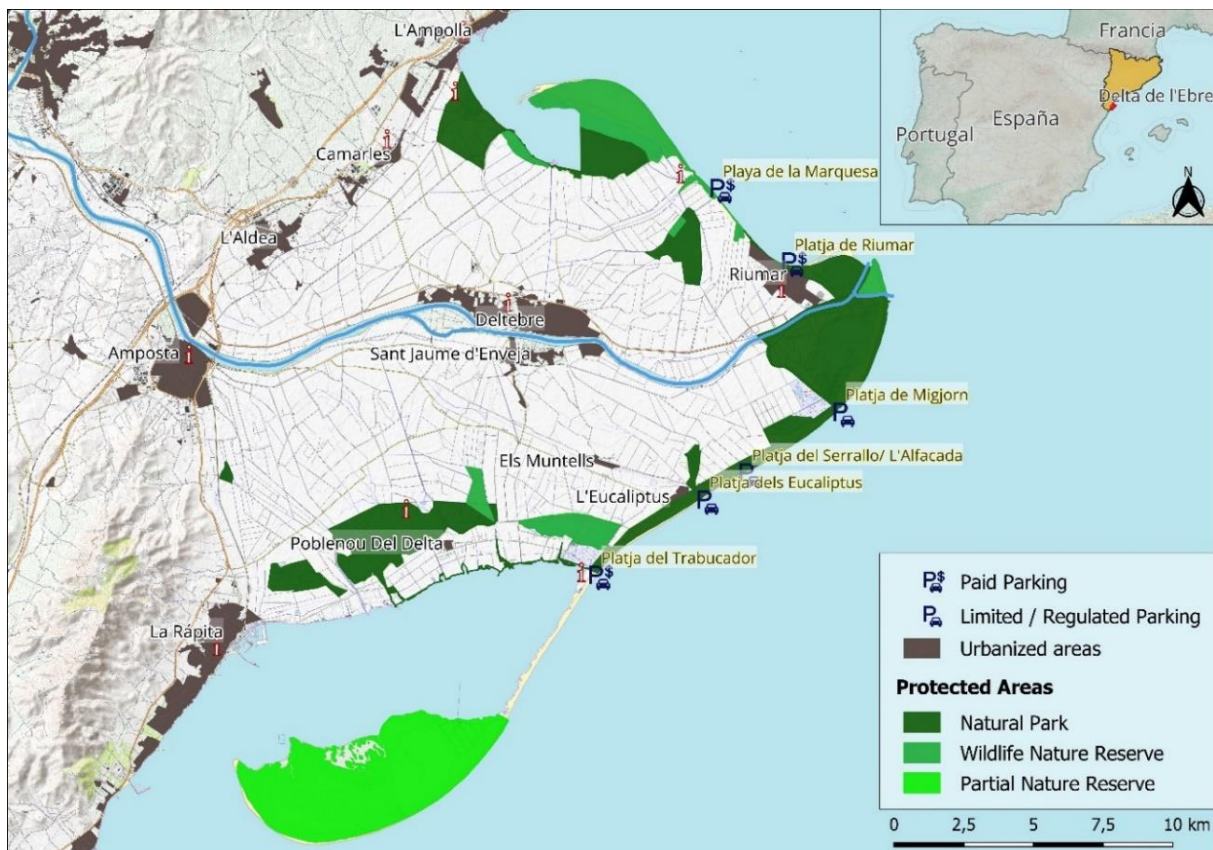 L'Ampolla
Francia
Delta de l'Ebre
España
Portugal
N
Camarles
Playa de la Marquesa
P$
L'Aldea
Platja de Riumar
P$
Riumar
Deltebre
Amposta
Sant Jaume d'Enveja
Platja de Migjorn
P
Els Muntells
Platja del Serrallo/ L'Alfacada
P
L'Eucaliptus
Platja dels Eucaliptus
P
Poblenou Del Delta
Platja del Trabucador
P$
La Rápita
P$ Paid Parking
P Limited / Regulated Parking
Urbanized areas
Protected Areas
Natural Park
Wildlife Nature Reserve
Partial Nature Reserve
0 2,5 5 7,5 10 km